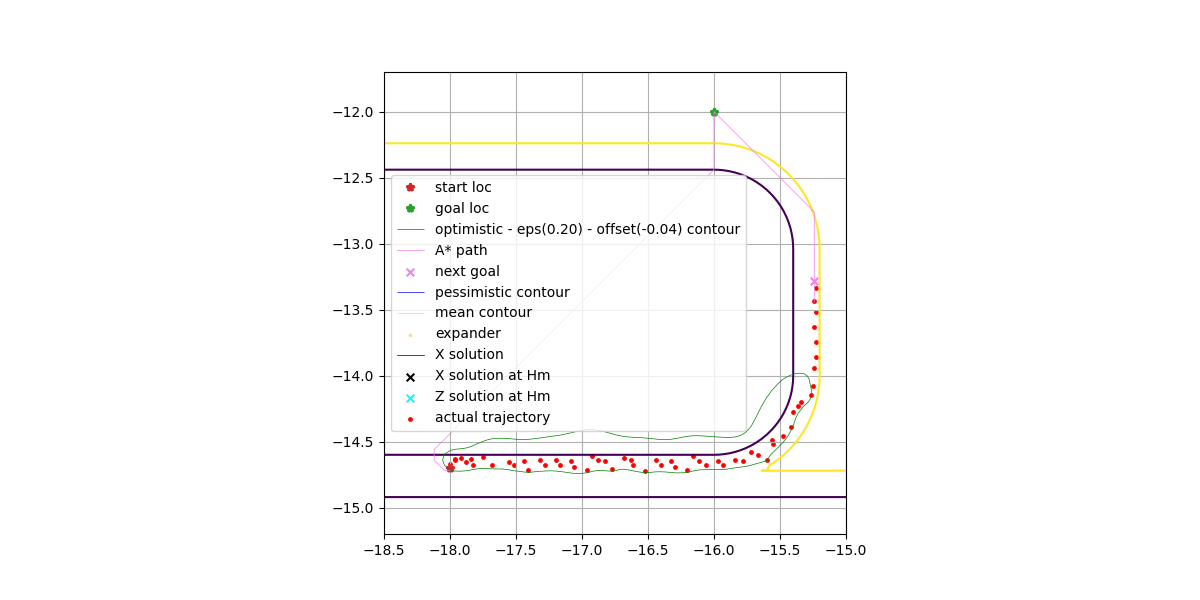 −12.0
−12.5
−13.0
−13.5
−14.0
−14.5
−15.0
start loc
goal loc
optimistic - eps(0.20) - offset(-0.04) contour
A* path
next goal
pessimistic contour
mean contour
expander
X solution
X solution at Hm
Z solution at Hm
actual trajectory
−18.5 −18.0 −17.5 −17.0 −16.5 −16.0 −15.5 −15.0